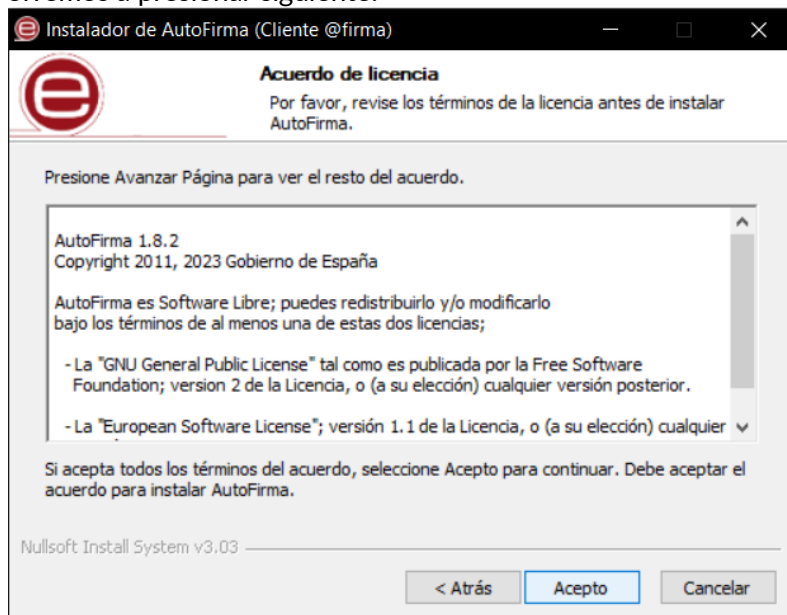 Instalador de AutoFirma (Cliente @firma)
Acuerdo de licencia
Por favor, revise los términos de la licencia antes de instalar
AutoFirma.
Presione Avanzar Página para ver el resto del acuerdo.
AutoFirma 1.8.2
Copyright 2011, 2023 Gobierno de España
AutoFirma es Software Libre; puedes redistribuirlo y/o modificarlo
bajo los términos de al menos una de estas dos licencias;
- La "GNU General Public License" tal como es publicada por la Free Software
Foundation; version 2 de la Licencia, o (a su elección) cualquier versión posterior.
- La "European Software License"; versión 1.1 de la Licencia, o (a su elección) cualquier
Si acepta todos los términos del acuerdo, seleccione Acepto para continuar. Debe aceptar el
acuerdo para instalar AutoFirma.
Nullsoft Install System v3.03
< Atrás Acepto Cancelar